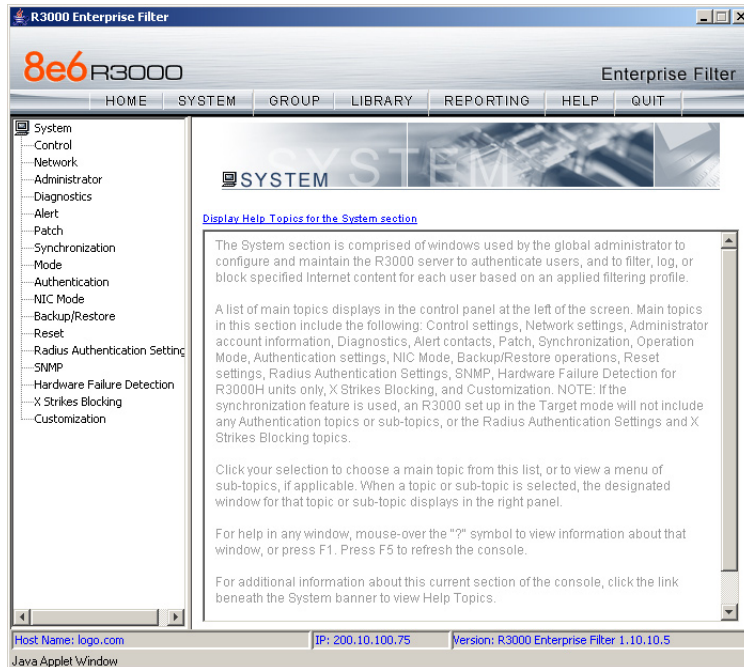 R3000 Enterprise Filter
8e6 R3000
Enterprise Filter
HOME SYSTEM GROUP LIBRARY REPORTING HELP QUIT
System
Control
Network
Administrator
Diagnostics
Alert
Patch
Synchronization
Mode
Authentication
NIC Mode
Backup/Restore
Reset
Radius Authentication Setting
SNMP
Hardware Failure Detection
X Strikes Blocking
Customization
SYSTEM
SYSTEM
Display Help Topics for the System section
The System section is comprised of windows used by the global administrator to
configure and maintain the R3000 server to authenticate users, and to filter, log, or
block specified Internet content for each user based on an applied filtering profile.
A list of main topics displays in the control panel at the left of the screen. Main topics
in this section include the following: Control settings, Network settings, Administrator
account information, Diagnostics, Alert contacts, Patch, Synchronization, Operation
Mode, Authentication settings, NIC Mode, Backup/Restore operations, Reset
settings, Radius Authentication Settings, SNMP, Hardware Failure Detection for
R3000H units only, X Strikes Blocking, and Customization. NOTE: If the
synchronization feature is used, an R3000 set up in the Target mode will not include
any Authentication topics or sub-topics, or the Radius Authentication Settings and X
Strikes Blocking topics.
Click your selection to choose a main topic from this list, or to view a menu of
sub-topics, if applicable. When a topic or sub-topic is selected, the designated
window for that topic or sub-topic displays in the right panel.
For help in any window, mouse-over the "?" symbol to view information about that
window, or press F1. Press F5 to refresh the console.
For additional information about this current section of the console, click the link
beneath the System banner to view Help Topics.
Host Name: logo.com
IP: 200.10.100.75
Version: R3000 Enterprise Filter 1.10.10.5
Java Applet Window